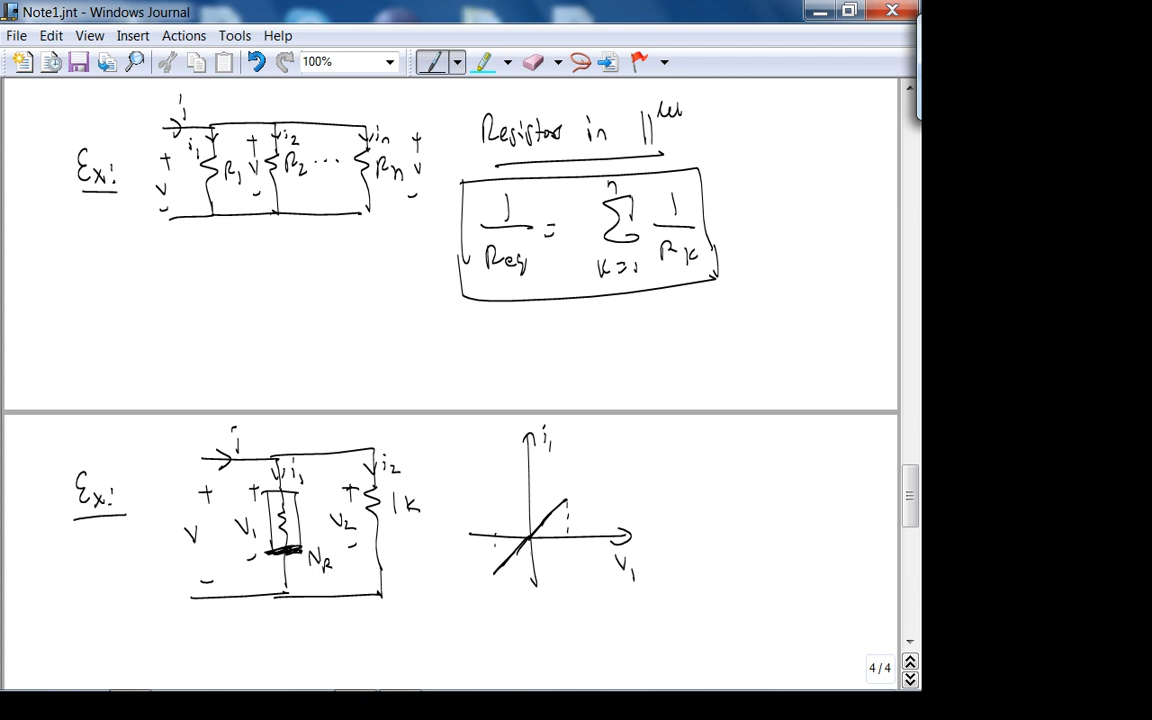 Note1.jnt - Windows Journal
File Edit View Insert Actions Tools Help
100%
Ex:
i
i1 i2 in
+ + +
v v v
- - -
R1 R2 ... Rn
Resistors in ||lel
1/Req = n∑k=1 1/Rk
Ex:
i
i1 i2
+ + +
v v1 v2
- - -
NR
1K
i1
v1
4 / 4